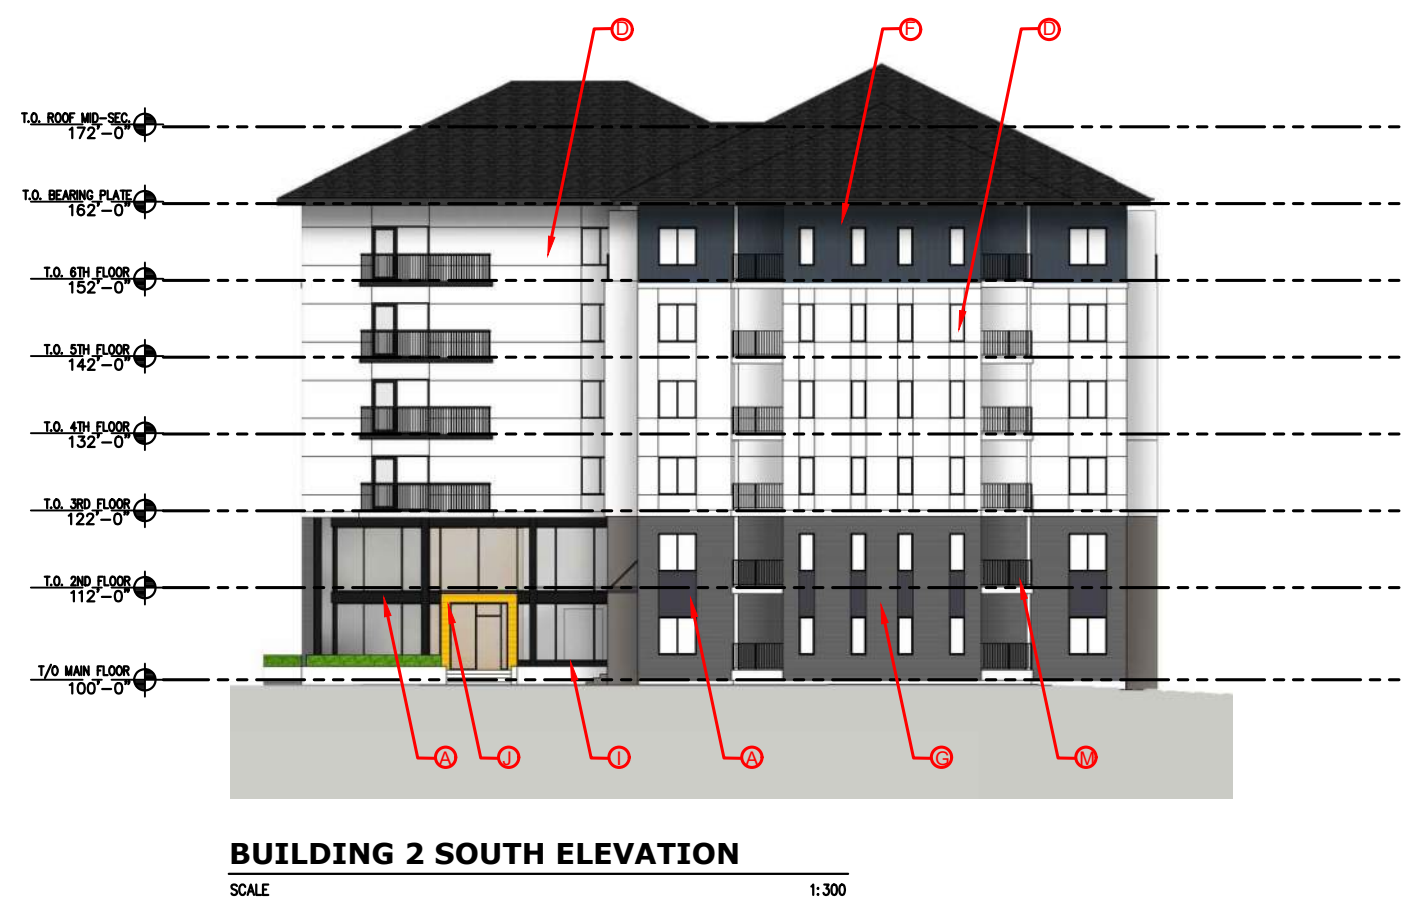 D F D
T.O. ROOF MID-SEC.
172'-0"
T.O. BEARING PLATE
162'-0"
T.O. 6TH FLOOR
152'-0"
T.O. 5TH FLOOR
142'-0"
T.O. 4TH FLOOR
132'-0"
T.O. 3RD FLOOR
122'-0"
T.O. 2ND FLOOR
112'-0"
T/O MAIN FLOOR
100'-0"
A J I A G M
BUILDING 2 SOUTH ELEVATION
SCALE 1:300